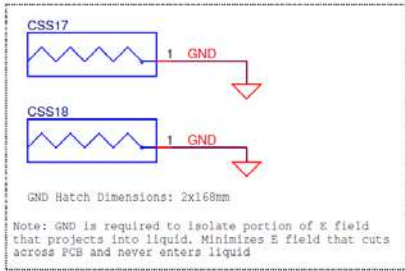 CSS17
1 GND
CSS18
1 GND
GND Hatch Dimensions: 2x168mm
Note: GND is required to isolate portion of E field
that projects into liquid. Minimizes E field that cuts
across PCB and never enters liquid